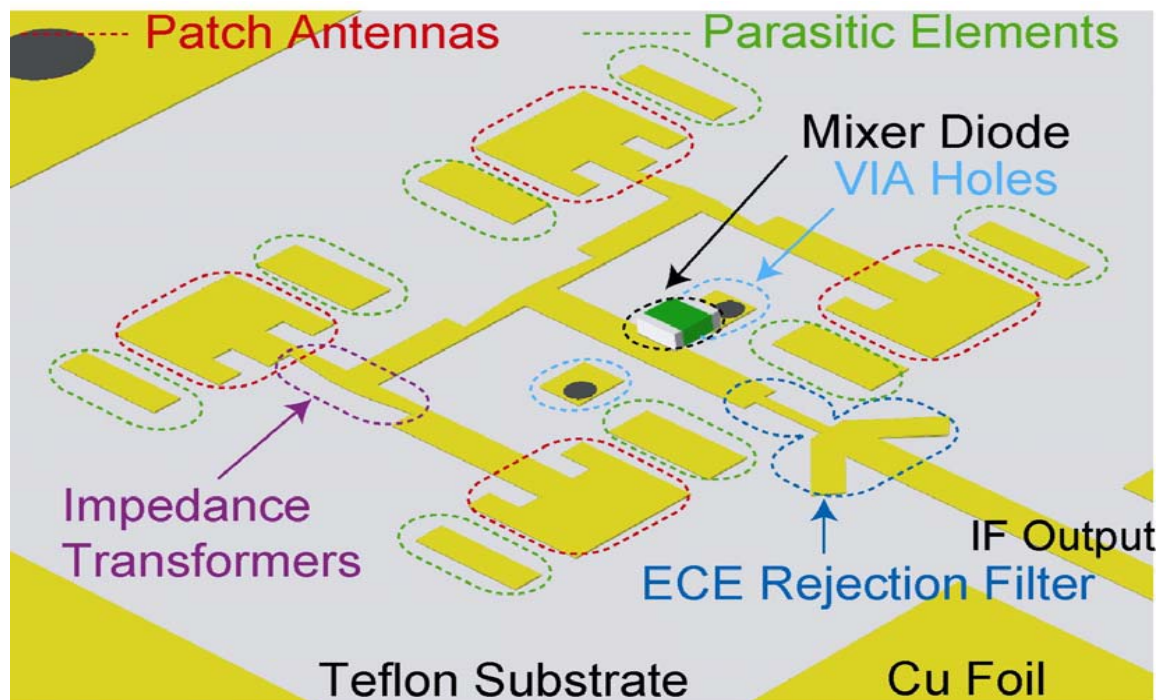 Patch Antennas
Parasitic Elements
Mixer Diode
VIA Holes
Impedance
Transformers
IF Output
ECE Rejection Filter
Teflon Substrate
Cu Foil